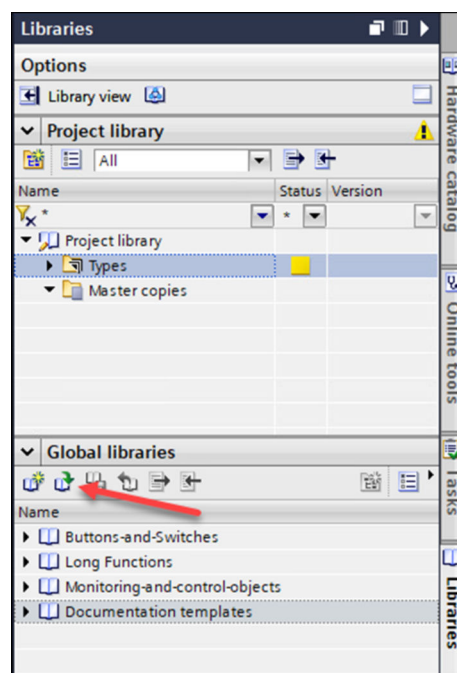 Libraries
Options
Library view
Project library
All
Name Status Version
* *
Project library
Types
Master copies
Global libraries
Name
Buttons-and-Switches
Long Functions
Monitoring-and-control-objects
Documentation templates
Hardware catalog
Online tools
Tasks
Libraries